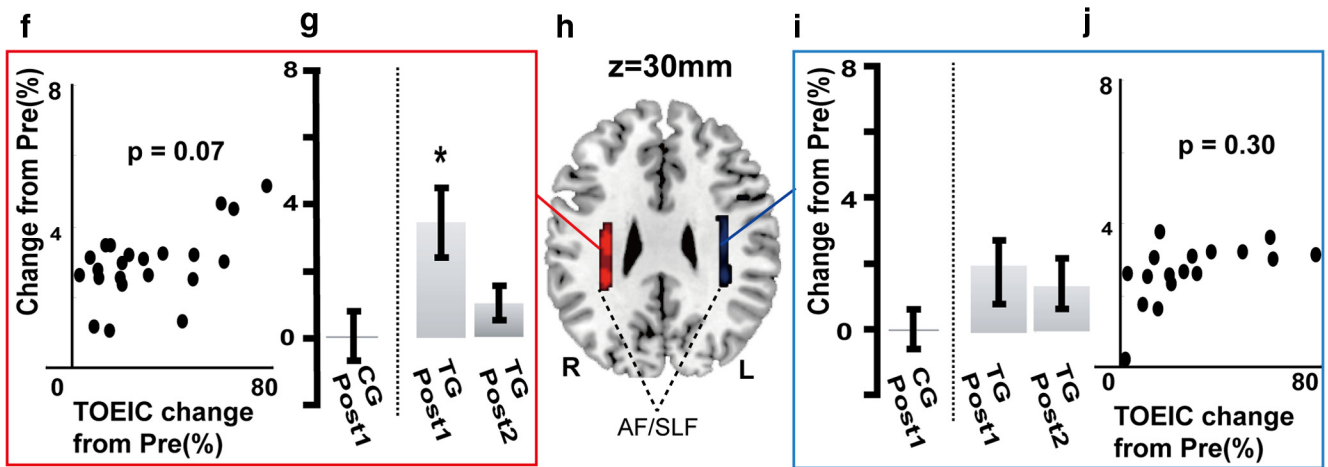 f
g
h
i
j
Change from Pre(%)
8
4
p = 0.07
0
80
TOEIC change
from Pre(%)
8
4
0
*
CG
Post1
TG
Post1
TG
Post2
z=30mm
R
L
AF/SLF
Change from Pre(%)
8
4
0
CG
Post1
TG
Post1
TG
Post2
8
4
p = 0.30
0
80
TOEIC change
from Pre(%)